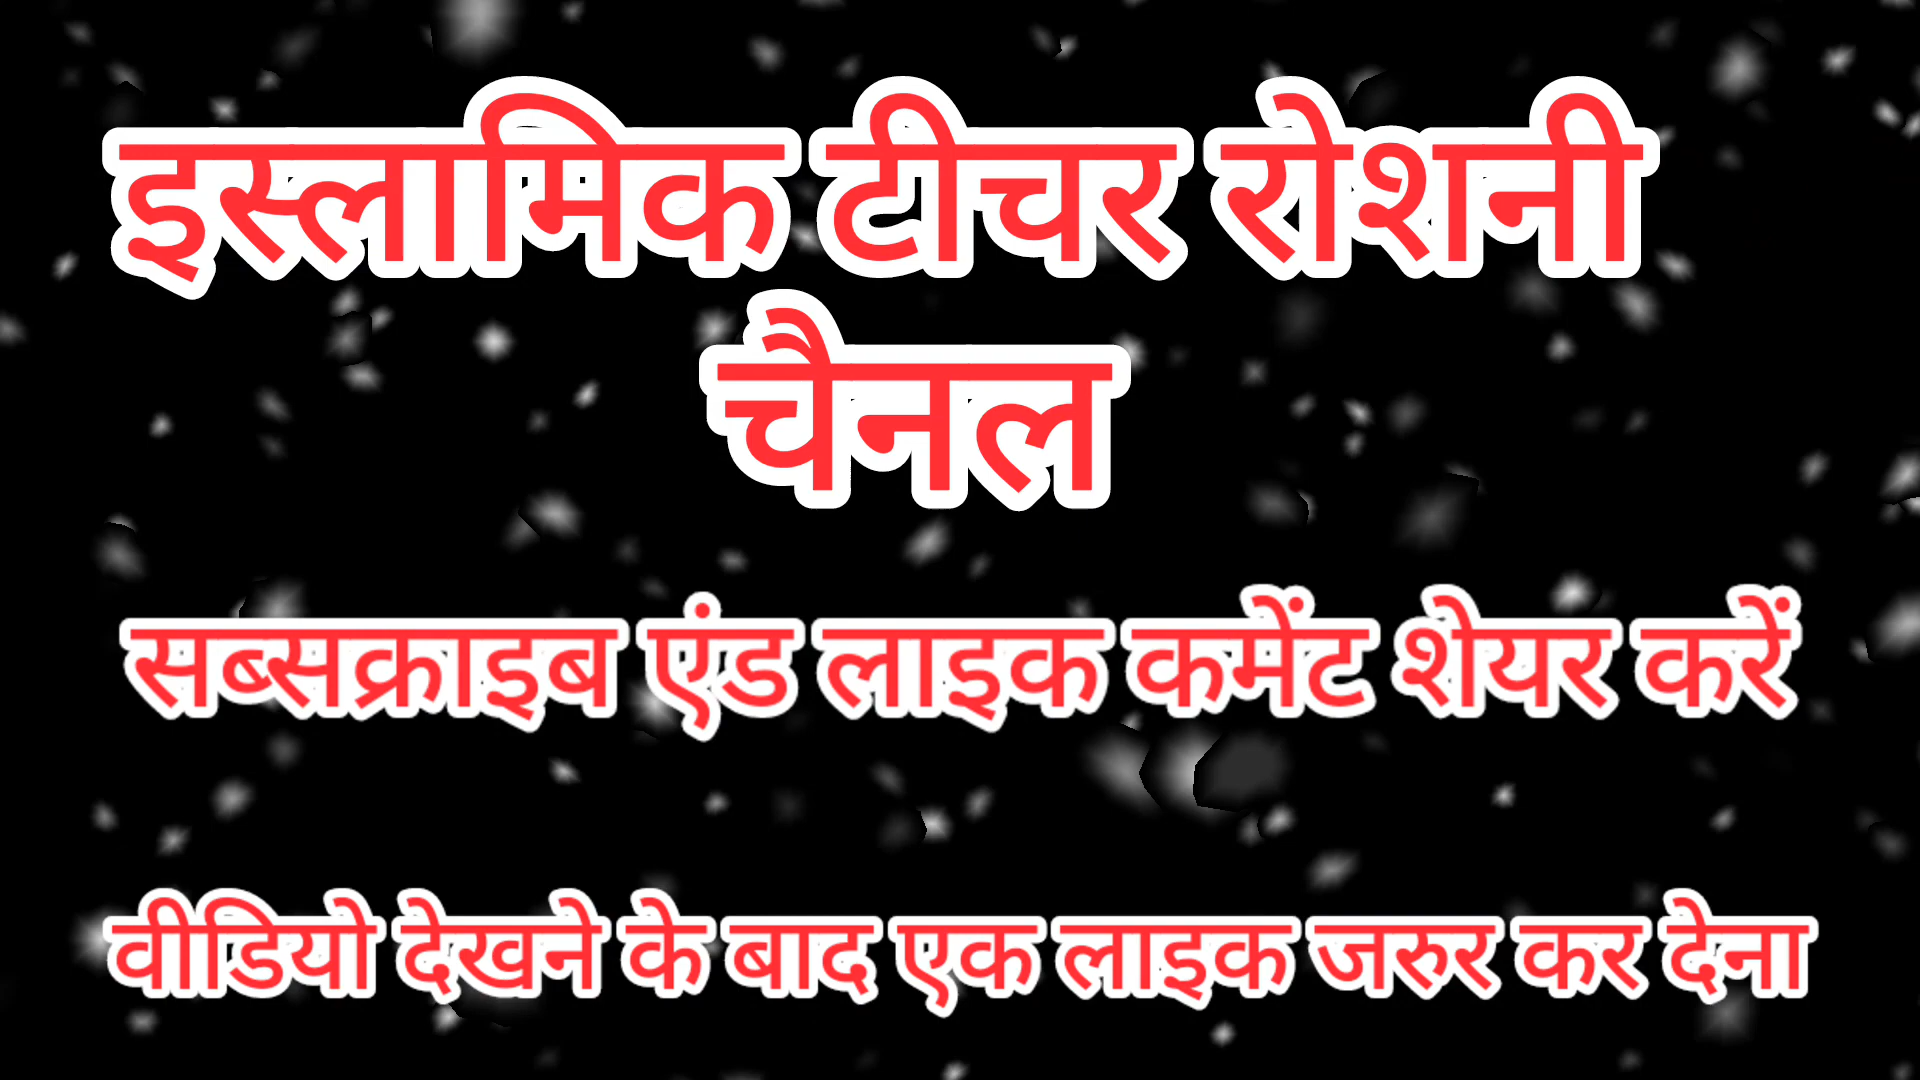 इस्लामिक टीचर रोशनी
चैनल
सब्सक्राइब एंड लाइक कमेंट शेयर करें
वीडियो देखने के बाद एक लाइक जरुर कर देना